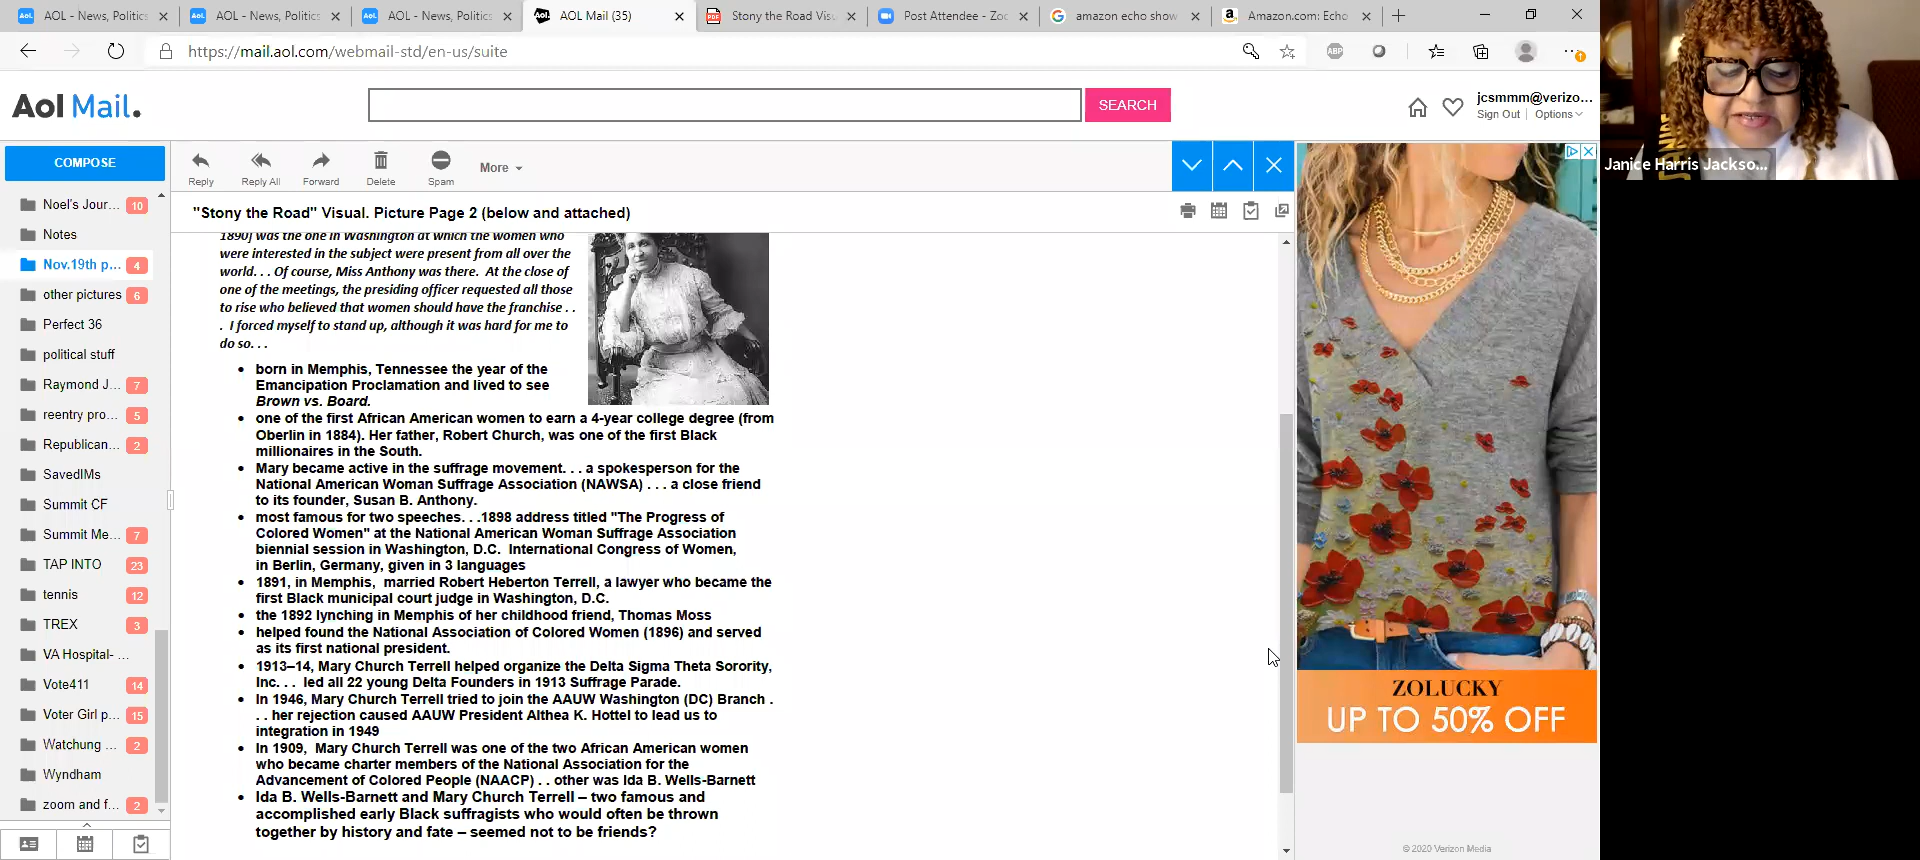 AOL - News, Politics
AOL - News, Politics
AOL - News, Politics
AOL Mail (35)
Stony the Road Visu
Post Attendee - Zoo
amazon echo show
Amazon.com: Echo
https://mail.aol.com/webmail-std/en-us/suite
ABP
Aol Mail.
SEARCH
jcsmmm@verizo...
Sign Out
Options
COMPOSE
Reply
Reply All
Forward
Delete
Spam
More
Noel's Jour... 10
Notes
Nov.19th p... 4
other pictures 6
Perfect 36
political stuff
Raymond J... 7
reentry pro... 5
Republican... 2
SavedIMs
Summit CF
Summit Me... 7
TAP INTO 23
tennis 12
TREX 3
VA Hospital- ...
Vote411 14
Voter Girl p... 15
Watchung ... 2
Wyndham
zoom and f... 2
"Stony the Road" Visual. Picture Page 2 (below and attached)
1890] was the one in Washington at which the women who
were interested in the subject were present from all over the
world. . . Of course, Miss Anthony was there. At the close of
one of the meetings, the presiding officer requested all those
to rise who believed that women should have the franchise . .
. I forced myself to stand up, although it was hard for me to
do so. . .
• born in Memphis, Tennessee the year of the
Emancipation Proclamation and lived to see
Brown vs. Board.
• one of the first African American women to earn a 4-year college degree (from
Oberlin in 1884). Her father, Robert Church, was one of the first Black
millionaires in the South.
• Mary became active in the suffrage movement. . . a spokesperson for the
National American Woman Suffrage Association (NAWSA) . . . a close friend
to its founder, Susan B. Anthony.
• most famous for two speeches. . .1898 address titled "The Progress of
Colored Women" at the National American Woman Suffrage Association
biennial session in Washington, D.C. International Congress of Women,
in Berlin, Germany, given in 3 languages
• 1891, in Memphis, married Robert Heberton Terrell, a lawyer who became the
first Black municipal court judge in Washington, D.C.
• the 1892 lynching in Memphis of her childhood friend, Thomas Moss
• helped found the National Association of Colored Women (1896) and served
as its first national president.
• 1913–14, Mary Church Terrell helped organize the Delta Sigma Theta Sorority,
Inc. . . led all 22 young Delta Founders in 1913 Suffrage Parade.
• In 1946, Mary Church Terrell tried to join the AAUW Washington (DC) Branch .
. . her rejection caused AAUW President Althea K. Hottel to lead us to
integration in 1949
• In 1909, Mary Church Terrell was one of the two African American women
who became charter members of the National Association for the
Advancement of Colored People (NAACP) . . other was Ida B. Wells-Barnett
• Ida B. Wells-Barnett and Mary Church Terrell – two famous and
accomplished early Black suffragists who would often be thrown
together by history and fate – seemed not to be friends?
ZOLUCKY
UP TO 50% OFF
© 2020 Verizon Media
Janice Harris Jackso...